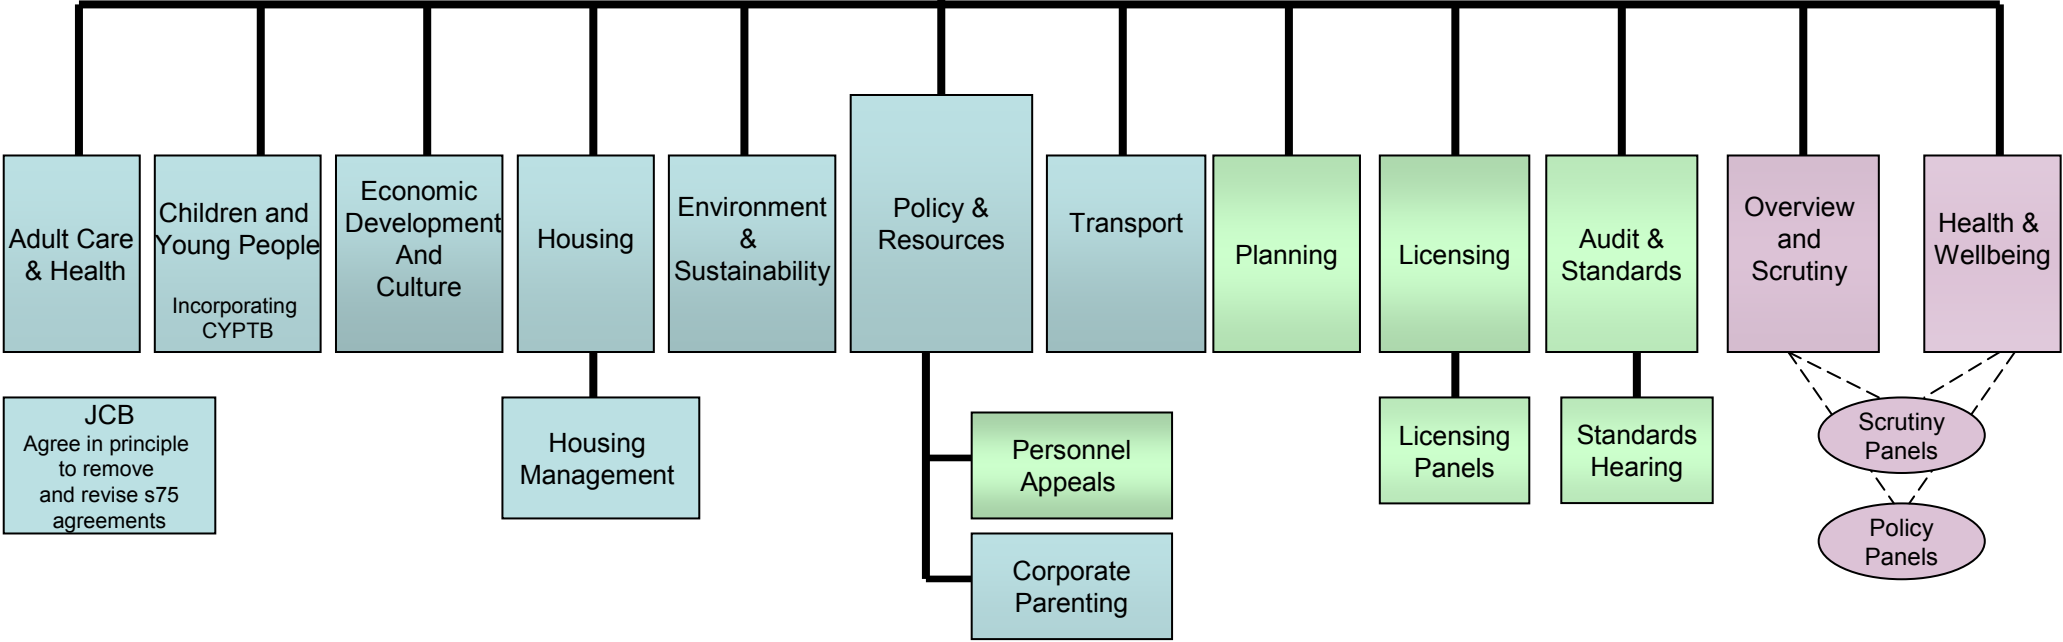 Adult Care
& Health
Children and
Young People
Incorporating
CYPTB
Economic
Development
And
Culture
Housing
Environment
&
Sustainability
Policy &
Resources
Transport
Planning
Licensing
Audit &
Standards
Overview
and
Scrutiny
Health &
Wellbeing
JCB
Agree in principle
to remove
and revise s75
agreements
Housing
Management
Personnel
Appeals
Corporate
Parenting
Licensing
Panels
Standards
Hearing
Scrutiny
Panels
Policy
Panels